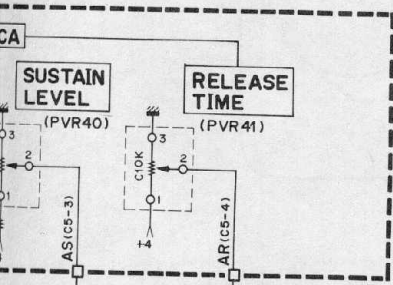 CA
SUSTAIN
LEVEL
(PVR40)
RELEASE
TIME
(PVR41)
3
2
1
AS(C5-3)
3
C10K
2
1
+4
AR(C5-4)